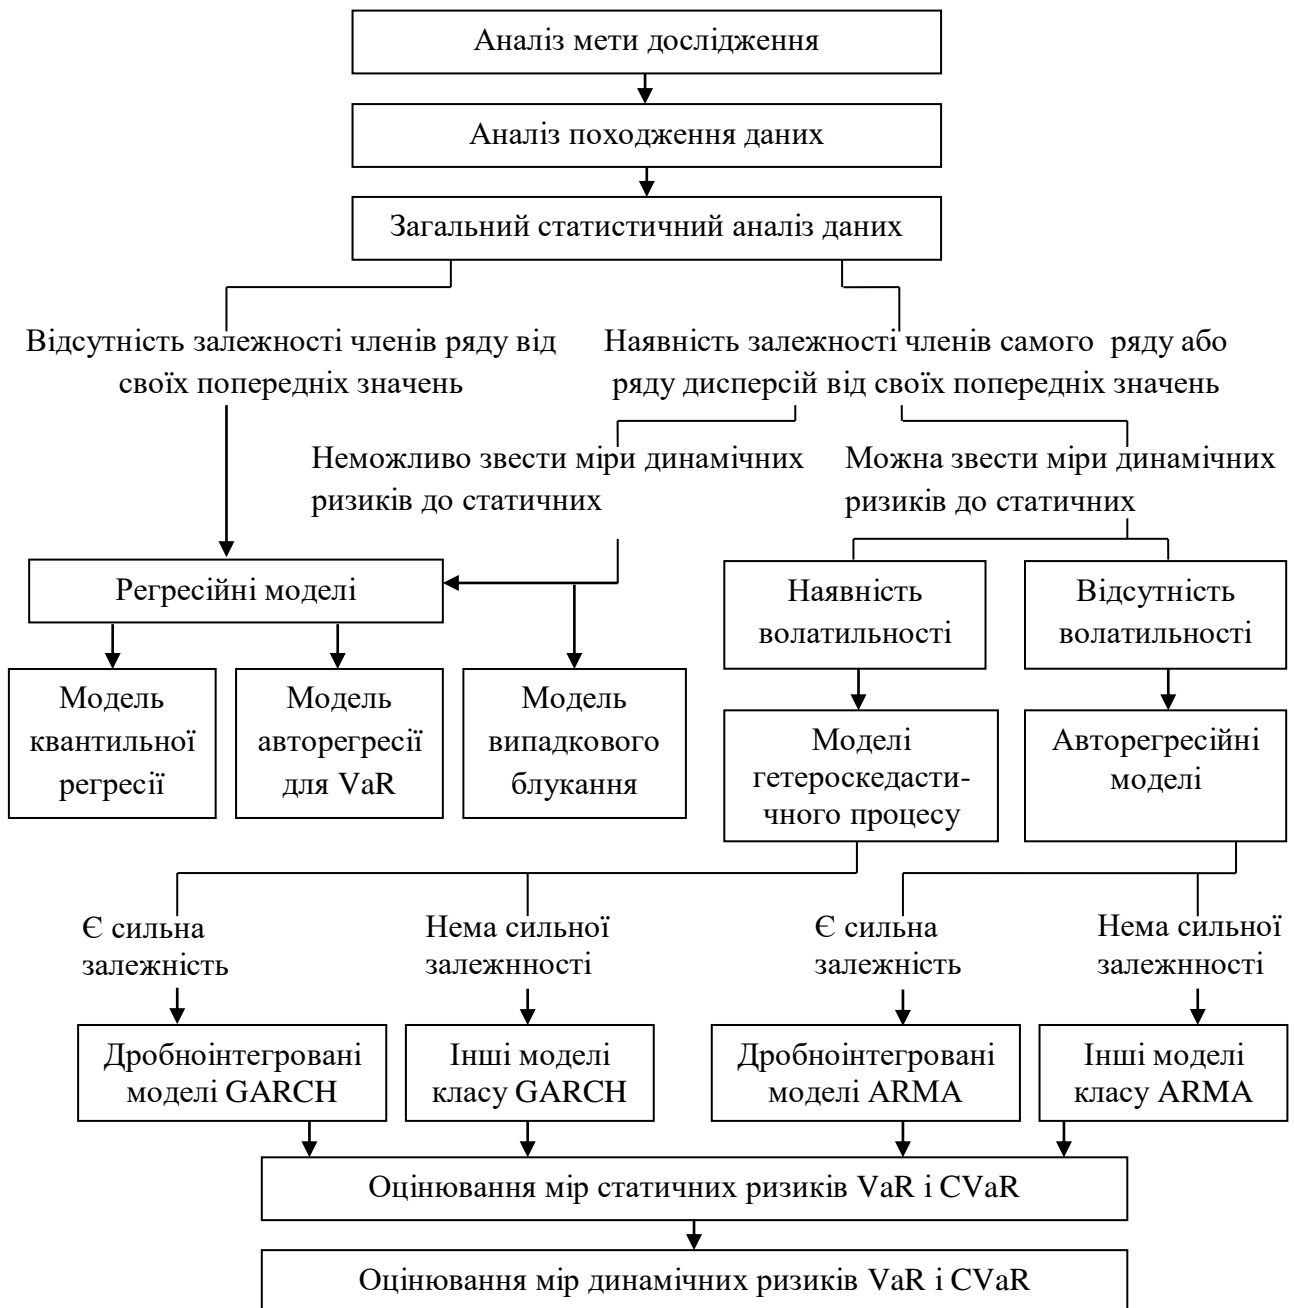 Аналіз мети дослідження
Аналіз походження даних
Загальний статистичний аналіз даних
Відсутність залежності членів ряду від
своїх попередніх значень
Наявність залежності членів самого ряду або
ряду дисперсій від своїх попередніх значень
Неможливо звести міри динамічних
ризиків до статичних
Можна звести міри динамічних
ризиків до статичних
Регресійні моделі
Наявність
волатильності
Відсутність
волатильності
Модель
квантильної
регресії
Модель
авторегресії
для VaR
Модель
випадкового
блукання
Моделі
гетероскедасти-
чного процесу
Авторегресійні
моделі
Є сильна
залежність
Нема сильної
залежнності
Є сильна
залежність
Нема сильної
залежнності
Дробноінтегровані
моделі GARCH
Інші моделі
класу GARCH
Дробноінтегровані
моделі ARMA
Інші моделі
класу ARMA
Оцінювання мір статичних ризиків VaR і CVaR
Оцінювання мір динамічних ризиків VaR і CVaR